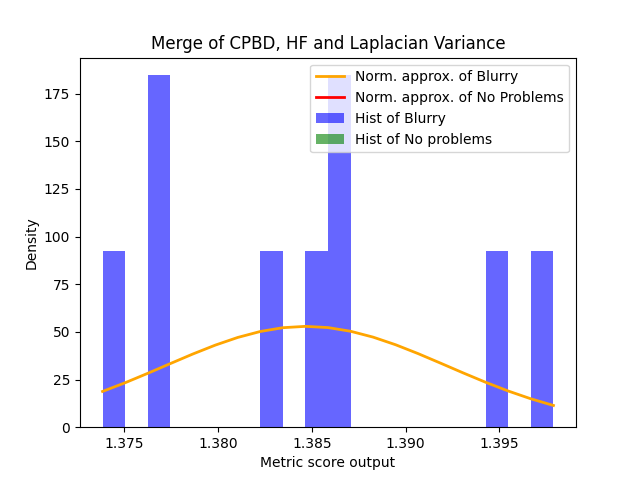 Merge of CPBD, HF and Laplacian Variance
Norm. approx. of Blurry
Norm. approx. of No Problems
Hist of Blurry
Hist of No problems
175
150
125
100
75
50
25
0
Density
1.375 1.380 1.385 1.390 1.395
Metric score output